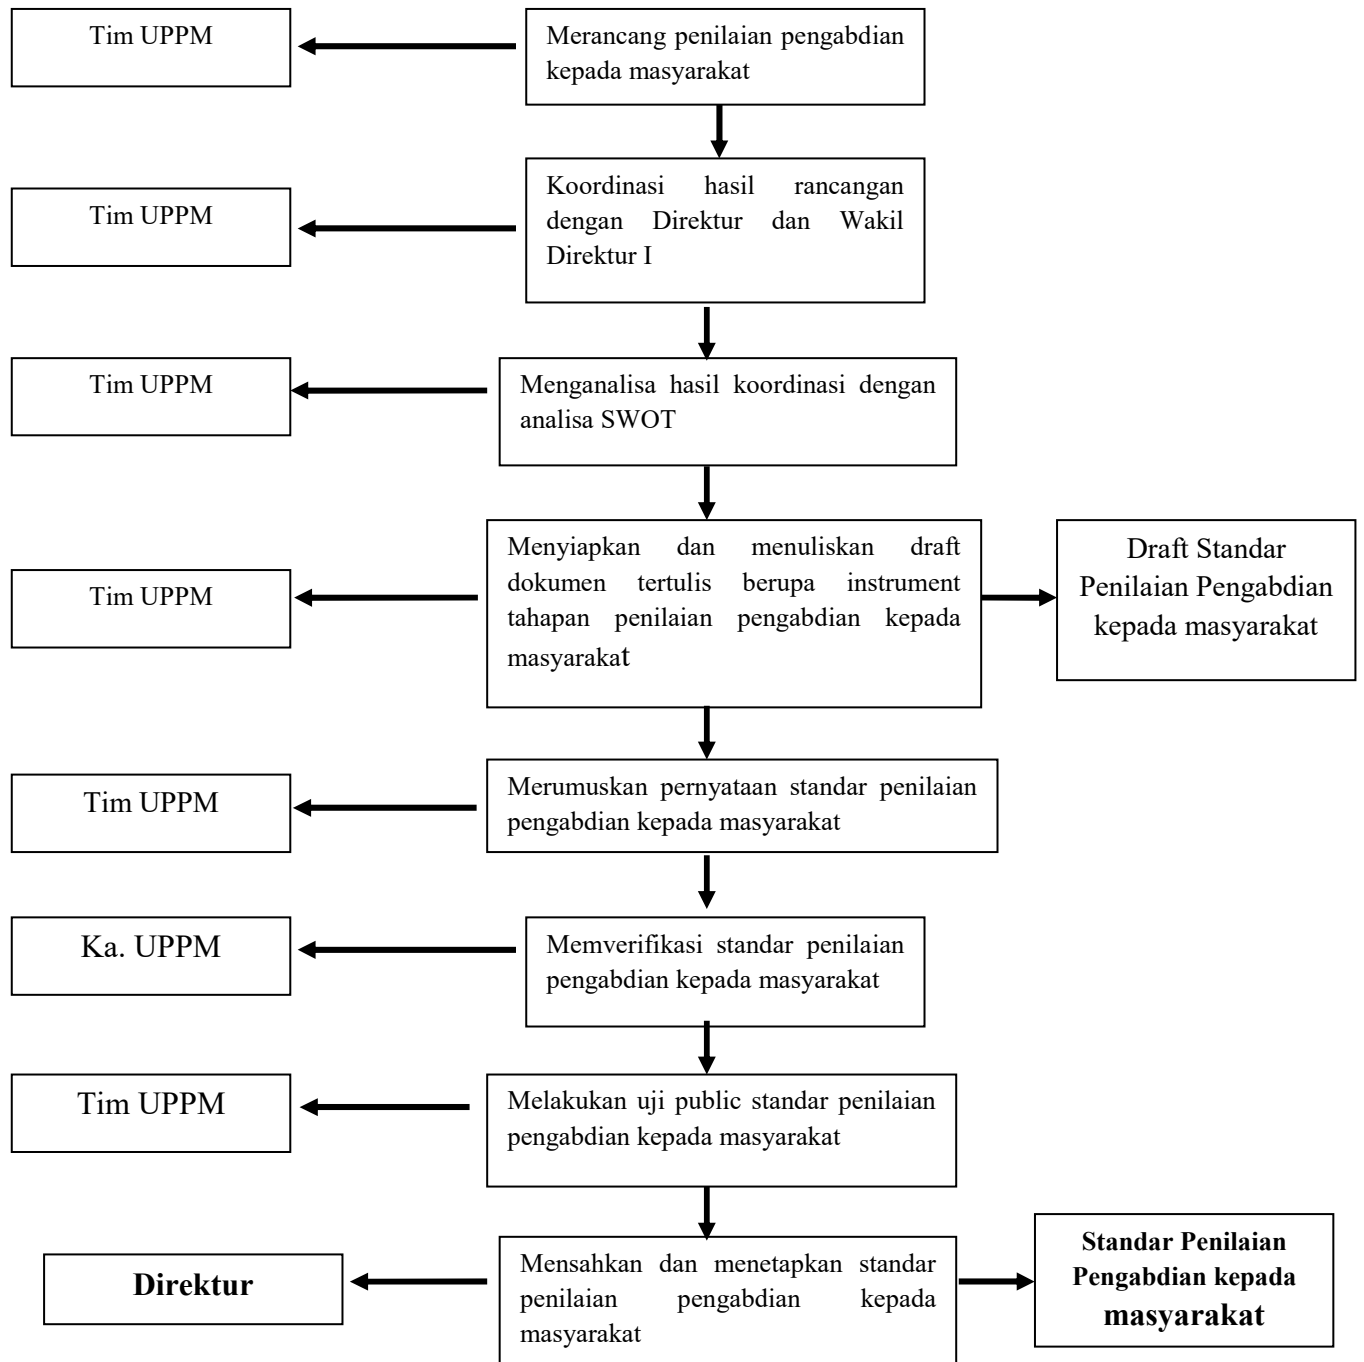 Tim UPPM
Merancang penilaian pengabdian
kepada masyarakat
Tim UPPM
Koordinasi hasil rancangan
dengan Direktur dan Wakil
Direktur I
Tim UPPM
Menganalisa hasil koordinasi dengan
analisa SWOT
Tim UPPM
Menyiapkan dan menuliskan draft
dokumen tertulis berupa instrument
tahapan penilaian pengabdian kepada
masyarakat
Draft Standar
Penilaian Pengabdian
kepada masyarakat
Tim UPPM
Merumuskan pernyataan standar penilaian
pengabdian kepada masyarakat
Ka. UPPM
Memverifikasi standar penilaian
pengabdian kepada masyarakat
Tim UPPM
Melakukan uji public standar penilaian
pengabdian kepada masyarakat
Direktur
Mensahkan dan menetapkan standar
penilaian pengabdian kepada
masyarakat
Standar Penilaian
Pengabdian kepada
masyarakat